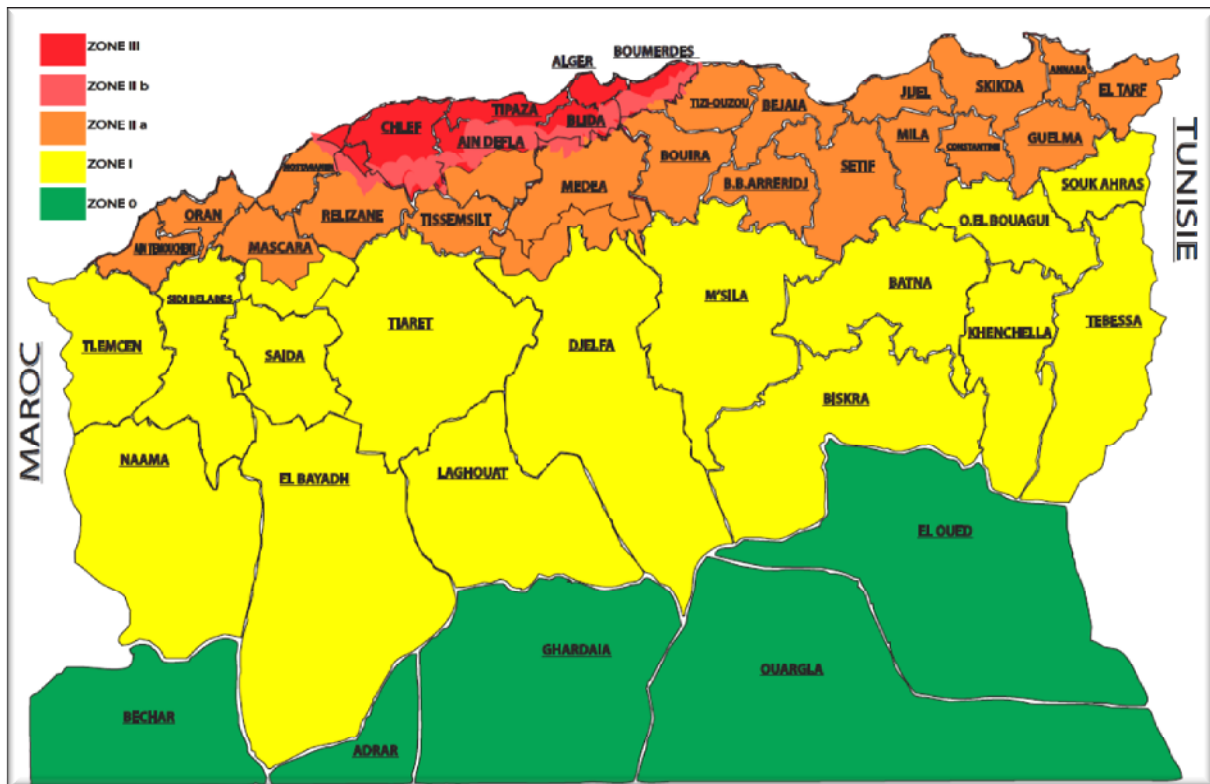 ZONE III
ZONE II b
ZONE II a
ZONE I
ZONE 0
ALGER
BOUMERDES
TIPAZA
CHLEF
BLIDA
AIN DEFLA
TIZI-OUZOU
BEJAIA
JIJEL
SKIKDA
ANNABA
EL TARF
MOSTAGANEM
BOUIRA
MILA
CONSTANTINE
GUELMA
SETIF
B.B.ARRERIDJ
MEDEA
ORAN
RELIZANE
TISSEMSILT
AIN TEMOUCHENT
MASCARA
SOUK AHRAS
O.EL BOUAGUI
TUNISIE
SIDI BELABES
TLEMCEN
SAIDA
TIARET
DJELFA
M'SILA
BATNA
KHENCHELLA
TEBESSA
BISKRA
MAROC
NAAMA
EL BAYADH
LAGHOUAT
EL OUED
GHARDAIA
OUARGLA
BECHAR
ADRAR